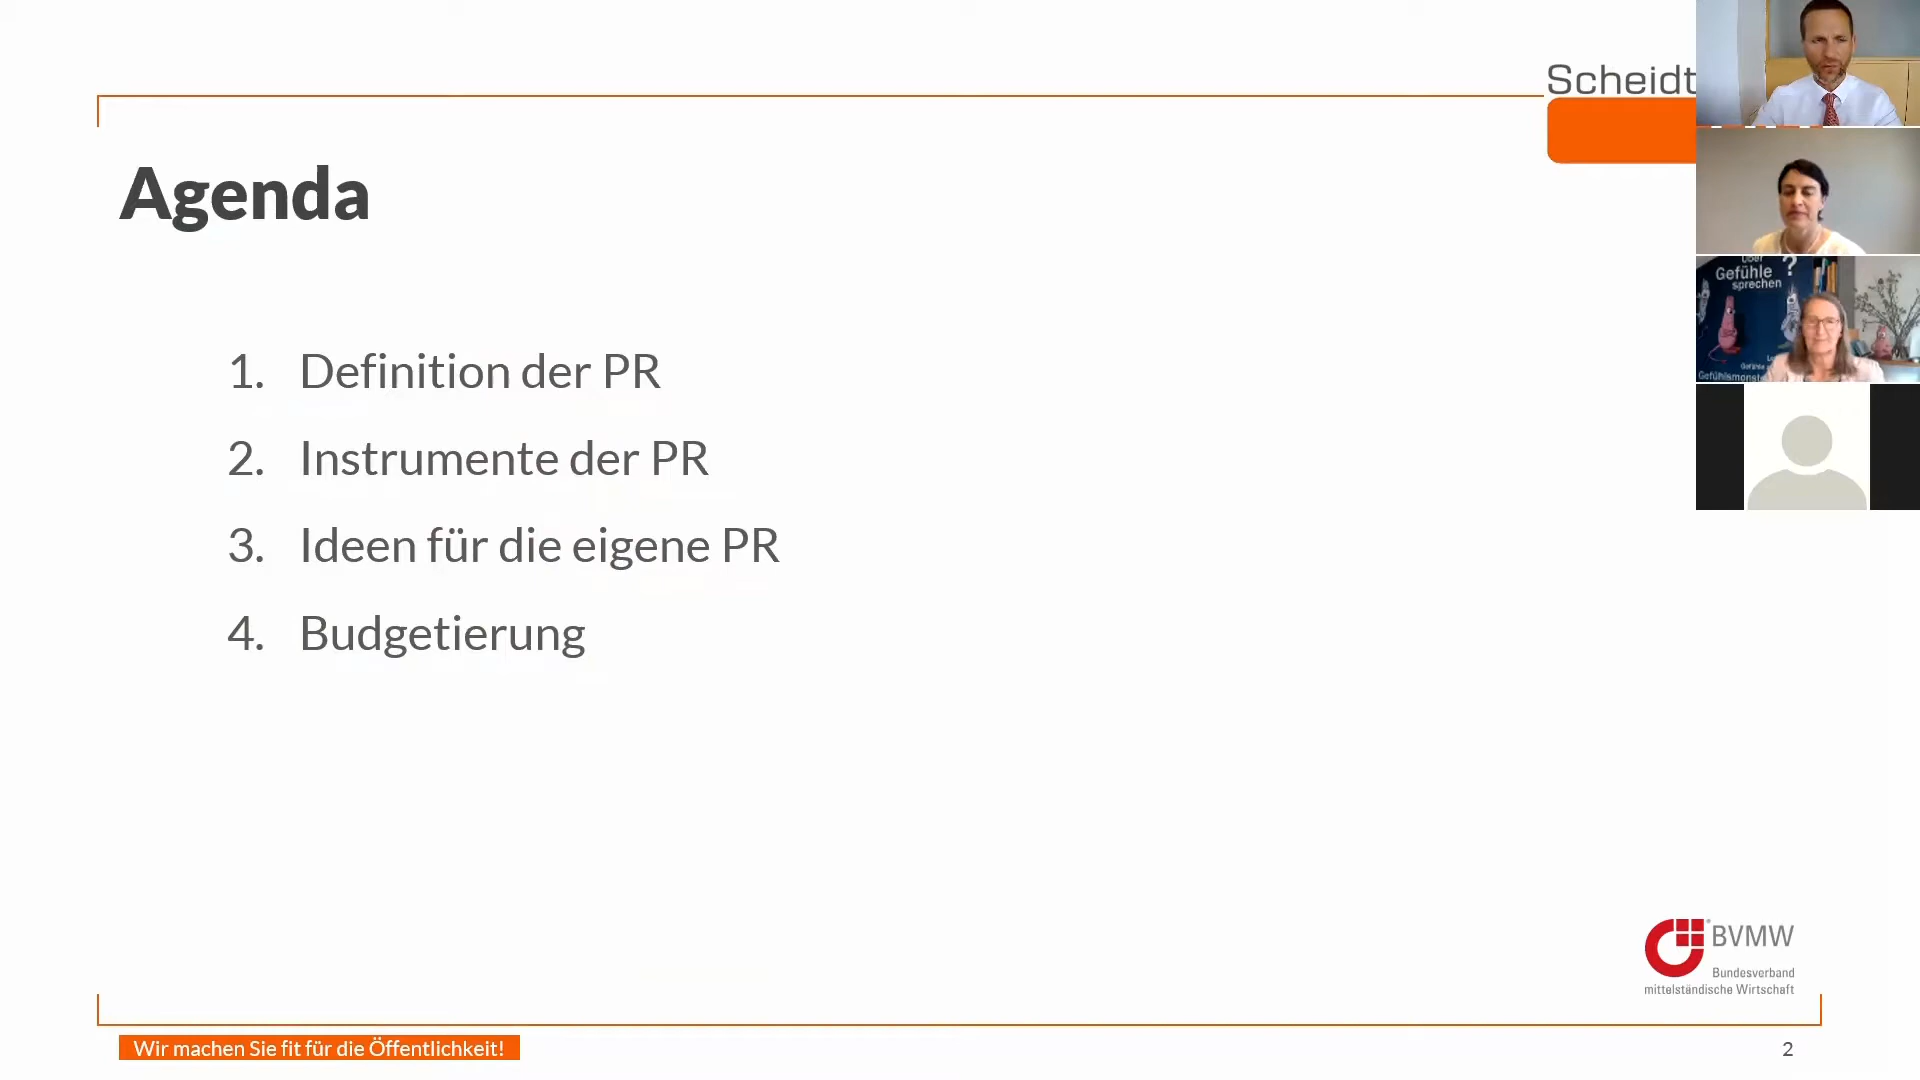 Scheidt
Agenda
1. Definition der PR
2. Instrumente der PR
3. Ideen für die eigene PR
4. Budgetierung
Über
Gefühle ?
sprechen
BVMW
Bundesverband
mittelständische Wirtschaft
Wir machen Sie fit für die Öffentlichkeit!
2